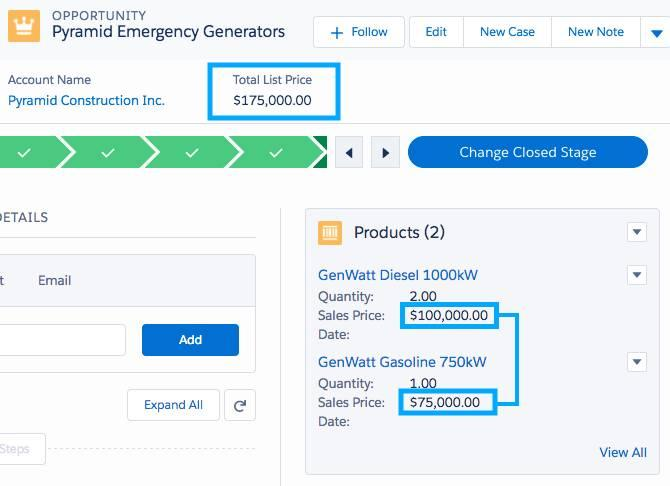 OPPORTUNITY
Pyramid Emergency Generators
+ Follow
Edit
New Case
New Note
Account Name
Total List Price
Pyramid Construction Inc.
$175,000.00
Change Closed Stage
DETAILS
Products (2)
t
Email
GenWatt Diesel 1000kW
Quantity: 2.00
Sales Price: $100,000.00
Date:
Add
GenWatt Gasoline 750kW
Quantity: 1.00
Sales Price: $75,000.00
Date:
Expand All
Steps
View All